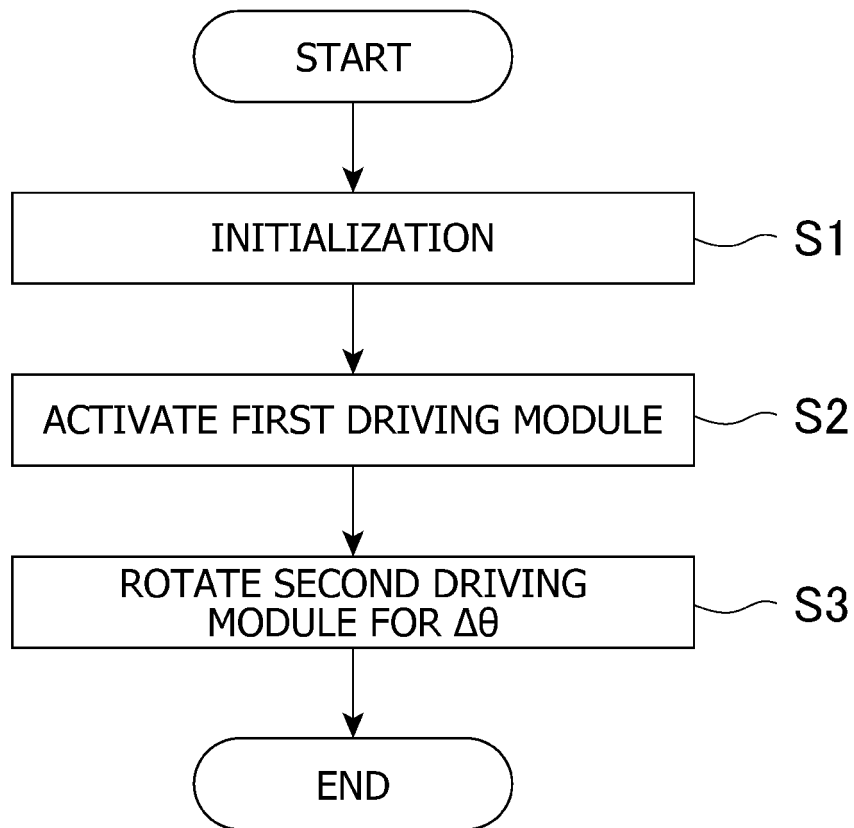 START
INITIALIZATION
S1
ACTIVATE FIRST DRIVING MODULE
S2
ROTATE SECOND DRIVING
MODULE FOR Δθ
S3
END